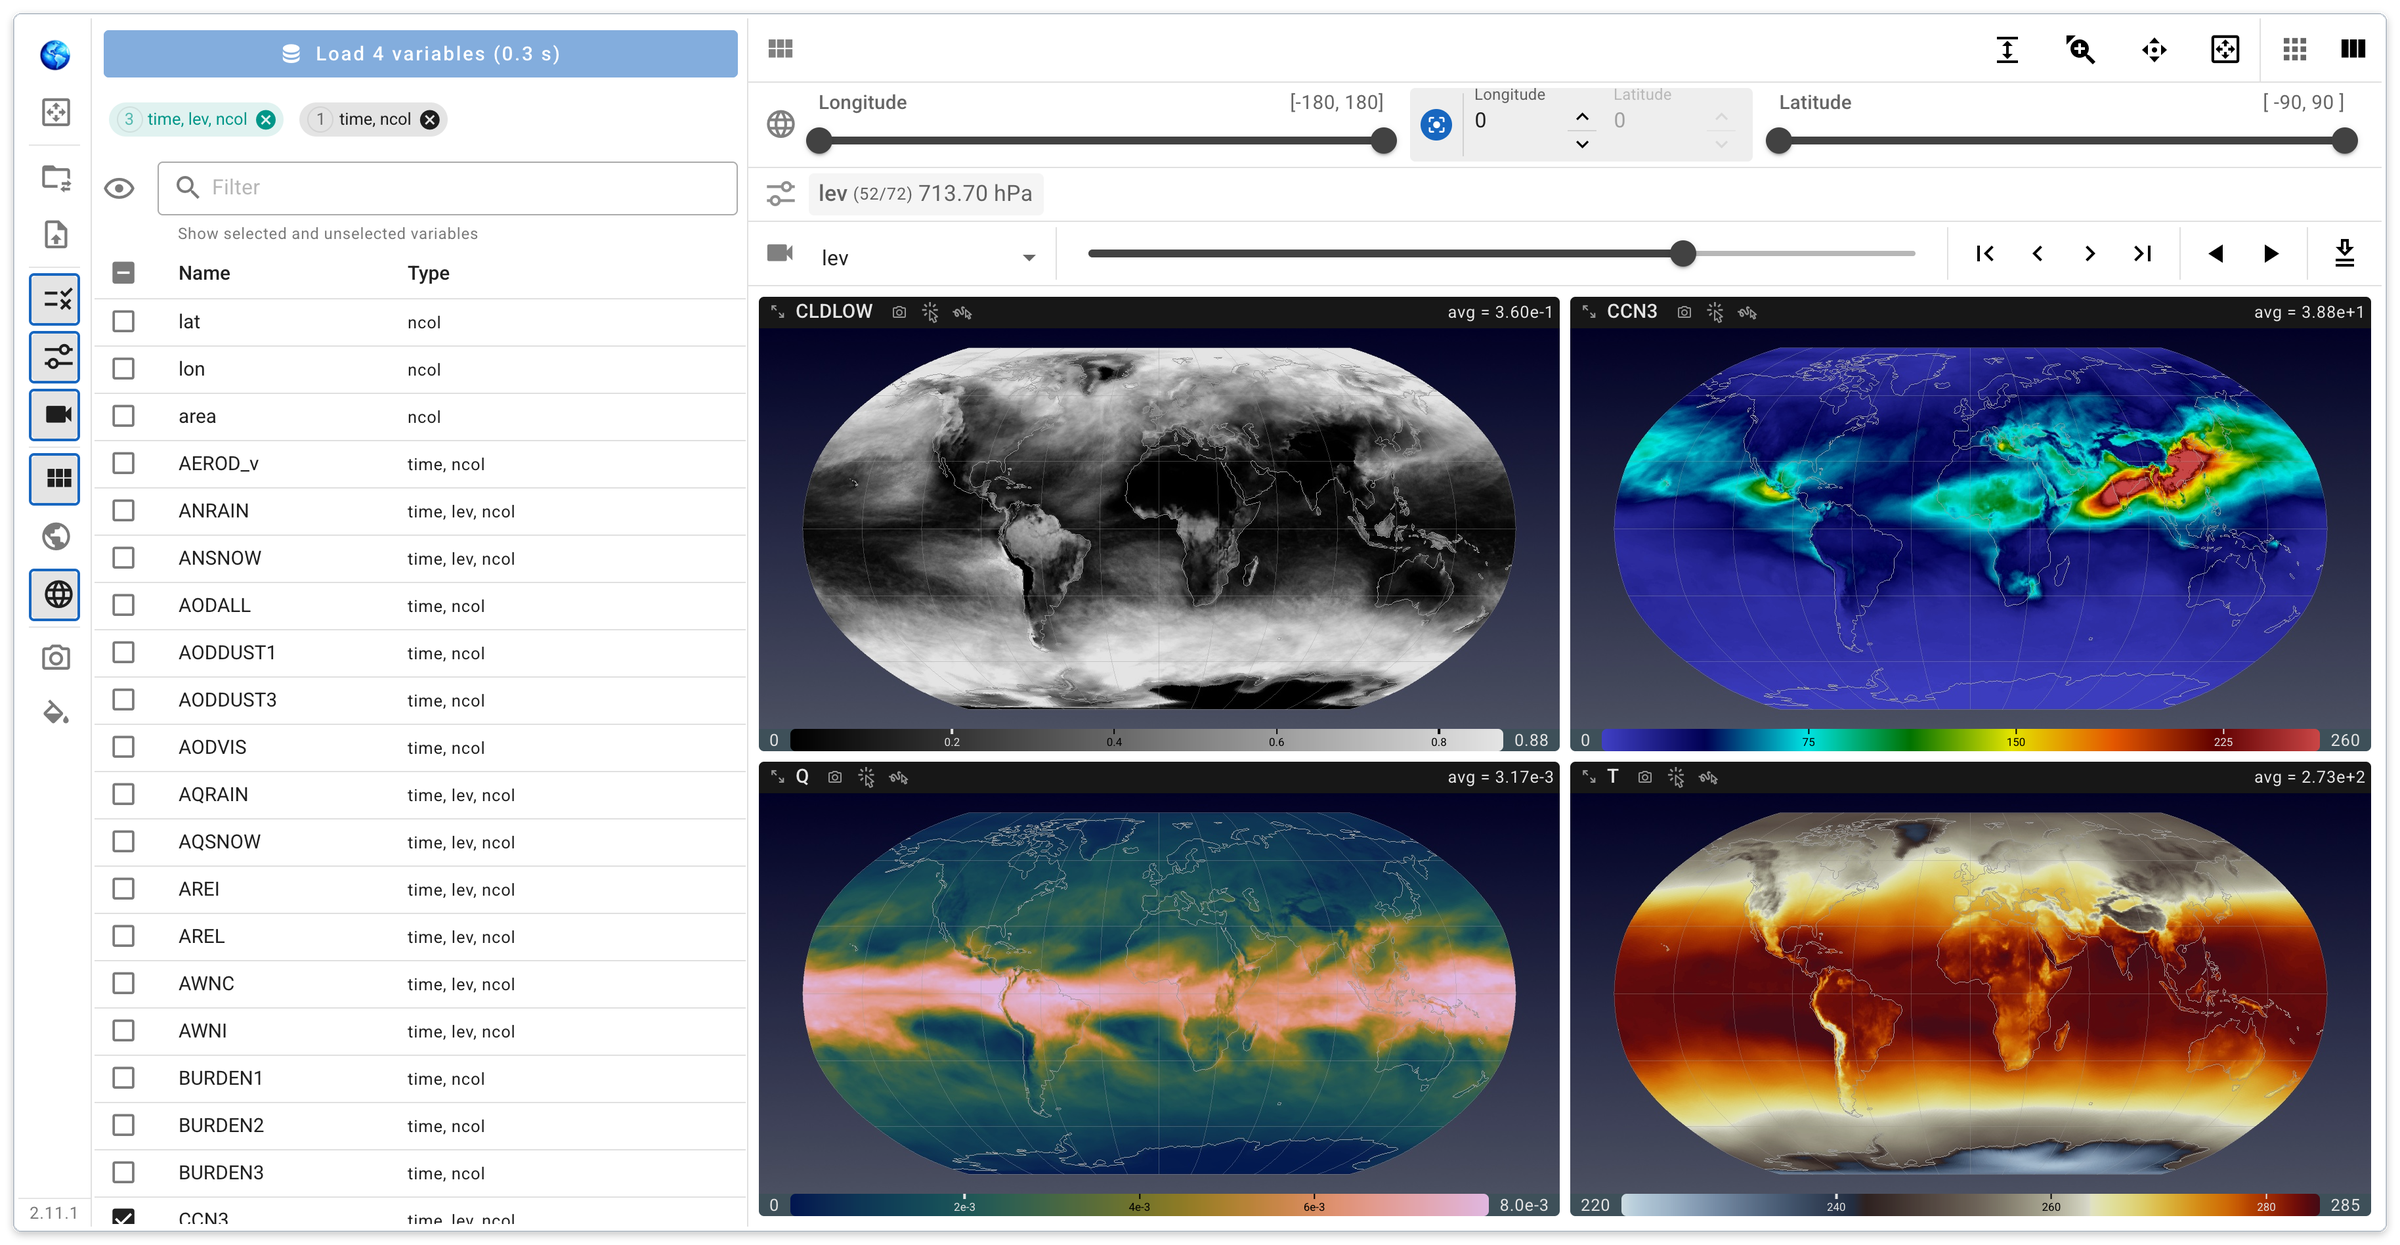 Load 4 variables (0.3 s)
3 time, lev, ncol
1 time, ncol
Filter
Show selected and unselected variables
Name Type
lat ncol
lon ncol
area ncol
AEROD_v time, ncol
ANRAIN time, lev, ncol
ANSNOW time, lev, ncol
AODALL time, ncol
AODDUST1 time, ncol
AODDUST3 time, ncol
AODVIS time, ncol
AQRAIN time, lev, ncol
AQSNOW time, lev, ncol
AREI time, lev, ncol
AREL time, lev, ncol
AWNC time, lev, ncol
AWNI time, lev, ncol
BURDEN1 time, ncol
BURDEN2 time, ncol
BURDEN3 time, ncol
CCN3 time, lev, ncol
2.11.1
Longitude [-180, 180]
Longitude
0
Latitude
0
Latitude [ -90, 90 ]
lev (52/72) 713.70 hPa
lev
CLDLOW avg = 3.60e-1
0 0.2 0.4 0.6 0.8 0.88
CCN3 avg = 3.88e+1
0 75 150 225 260
Q avg = 3.17e-3
0 2e-3 4e-3 6e-3 8.0e-3
T avg = 2.73e+2
220 240 260 280 285